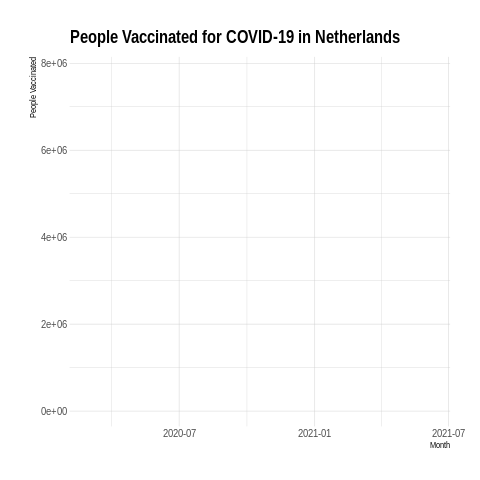 People Vaccinated for COVID-19 in Netherlands
People Vaccinated
8e+06
6e+06
4e+06
2e+06
0e+00
2020-07
2021-01
2021-07
Month